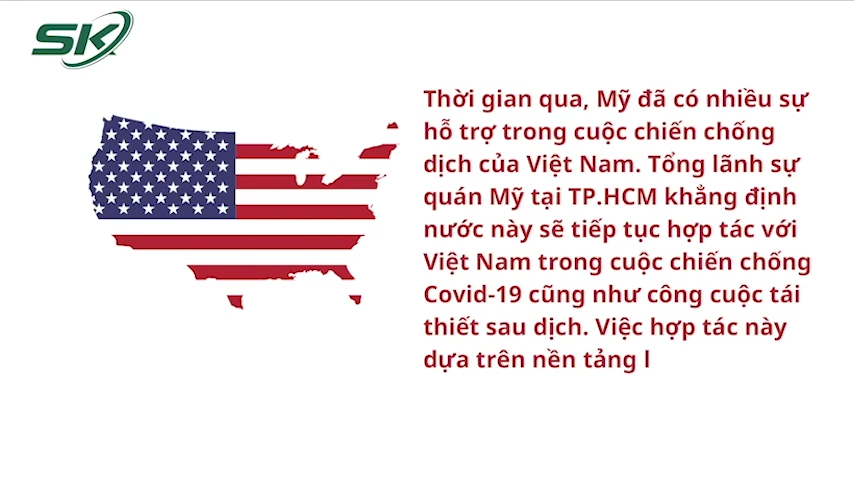 SK
Thời gian qua, Mỹ đã có nhiều sự
hỗ trợ trong cuộc chiến chống
dịch của Việt Nam. Tổng lãnh sự
quán Mỹ tại TP.HCM khẳng định
nước này sẽ tiếp tục hợp tác với
Việt Nam trong cuộc chiến chống
Covid-19 cũng như công cuộc tái
thiết sau dịch. Việc hợp tác này
dựa trên nền tảng l